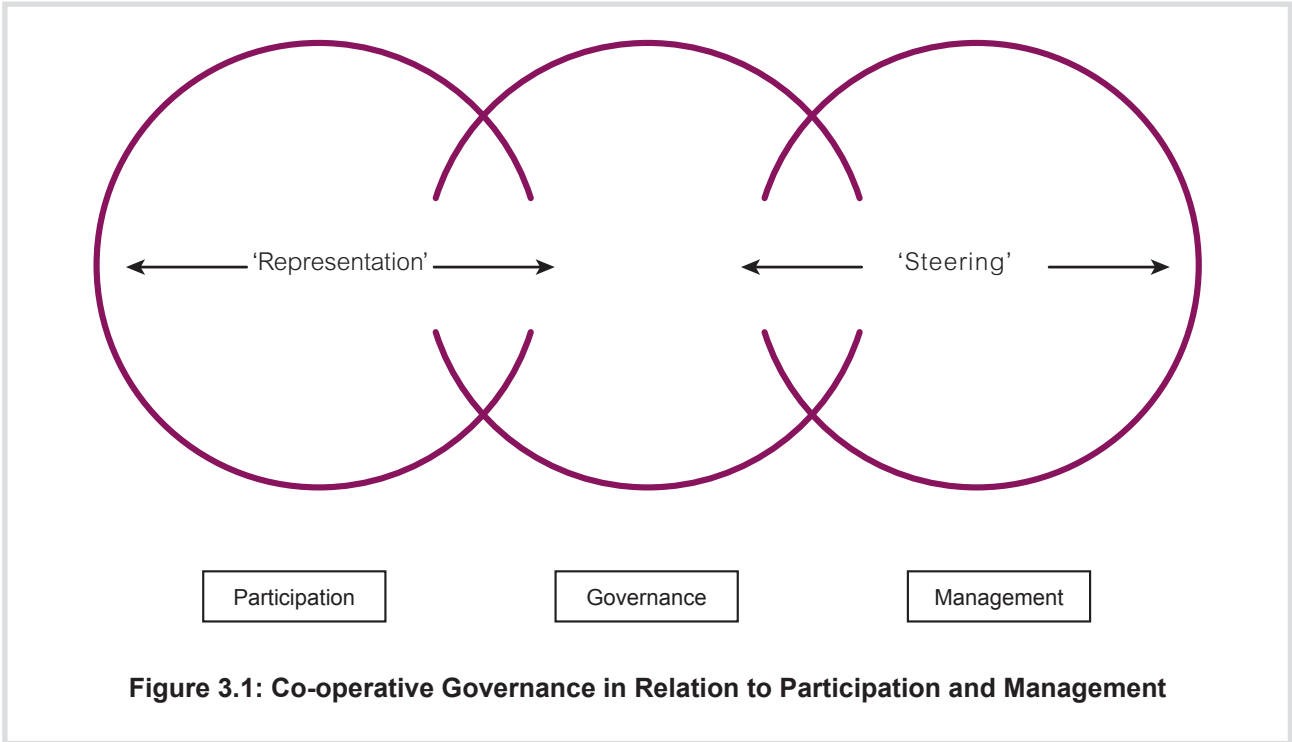 ‘Representation’ ‘Steering’
Participation Governance Management
Figure 3.1: Co-operative Governance in Relation to Participation and Management